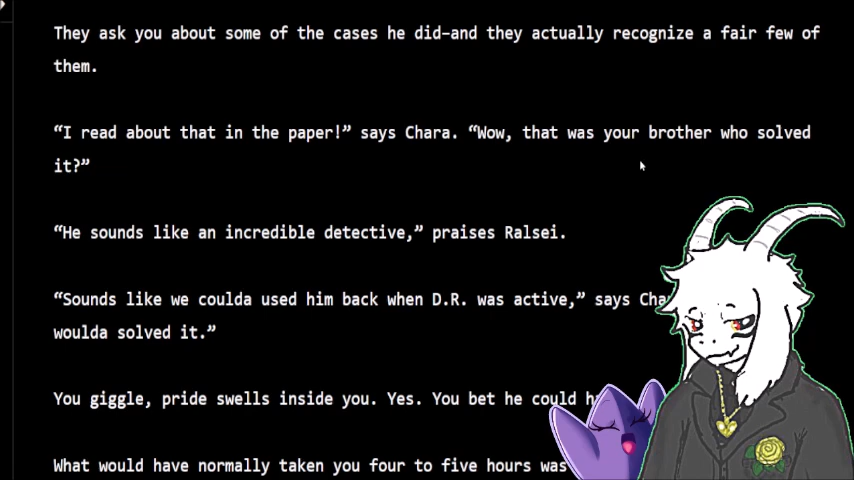 They ask you about some of the cases he did—and they actually recognize a fair few of
them.
“I read about that in the paper!” says Chara. “Wow, that was your brother who solved
it?”
“He sounds like an incredible detective,” praises Ralsei.
“Sounds like we coulda used him back when D.R. was active,” says
woulda solved it.”
You giggle, pride swells inside you. Yes. You bet he could
What would have normally taken you four to five hours was